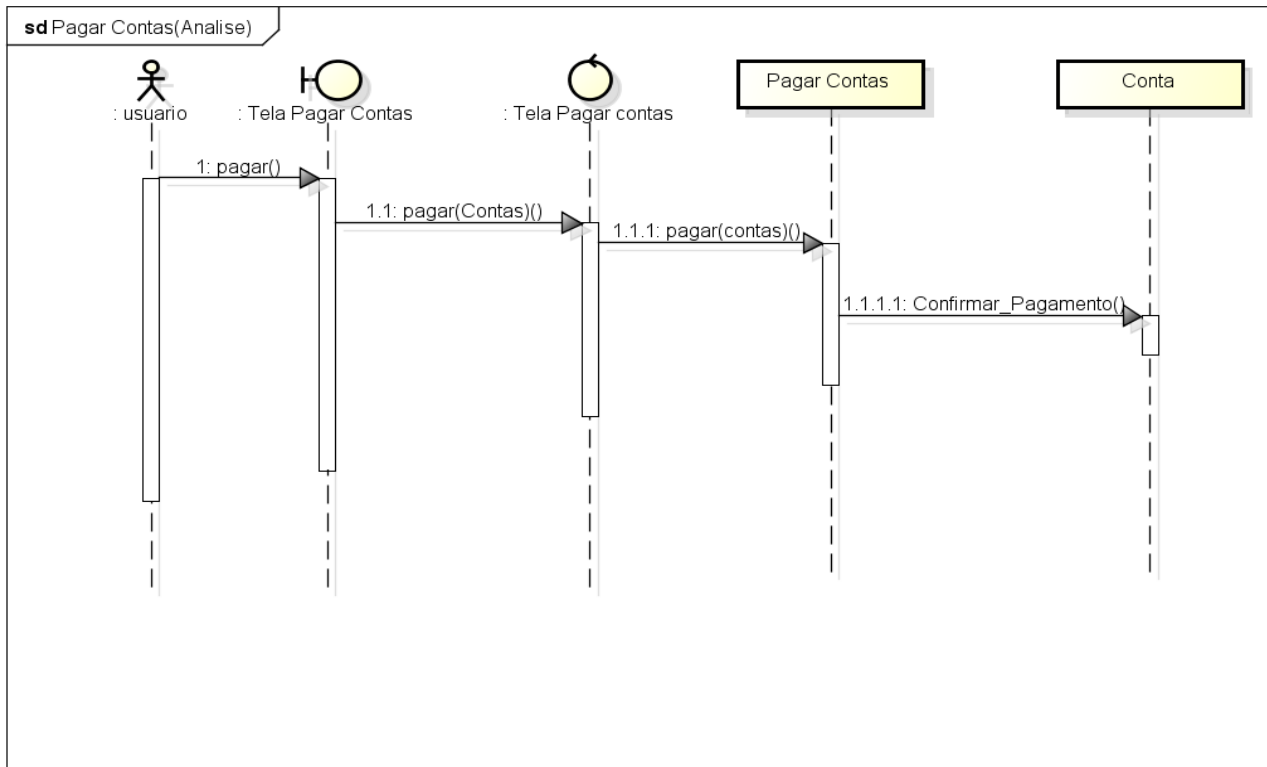 sd Pagar Contas(Analise)
: usuario
: Tela Pagar Contas
: Tela Pagar contas
Pagar Contas
Conta
1: pagar()
1.1: pagar(Contas)()
1.1.1: pagar(contas)()
1.1.1.1: Confirmar_Pagamento()